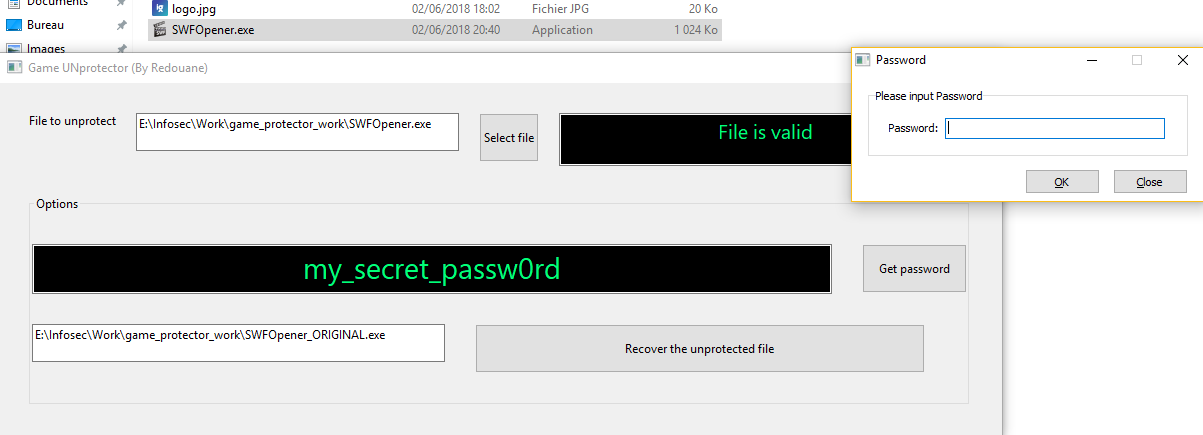 Documents
logo.jpg 02/06/2018 18:02 Fichier JPG 20 Ko
Bureau
SWFOpener.exe 02/06/2018 20:40 Application 1 024 Ko
Images
Game UNprotector (By Redouane)
Password
Please input Password
Password:
OK
Close
File to unprotect
E:\Infosec\Work\game_protector_work\SWFOpener.exe
Select file
File is valid
Options
my_secret_passw0rd
Get password
E:\Infosec\Work\game_protector_work\SWFOpener_ORIGINAL.exe
Recover the unprotected file